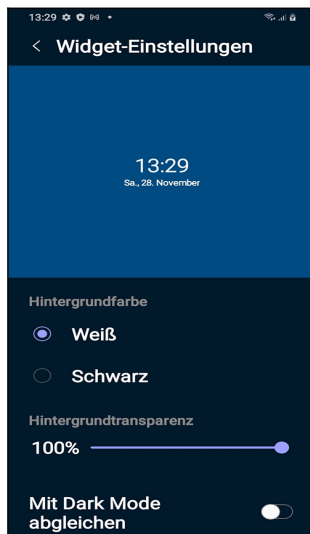 13:29
Widget-Einstellungen
13:29
Sa., 28. November
Hintergrundfarbe
Weiß
Schwarz
Hintergrundtransparenz
100%
Mit Dark Mode
abgleichen